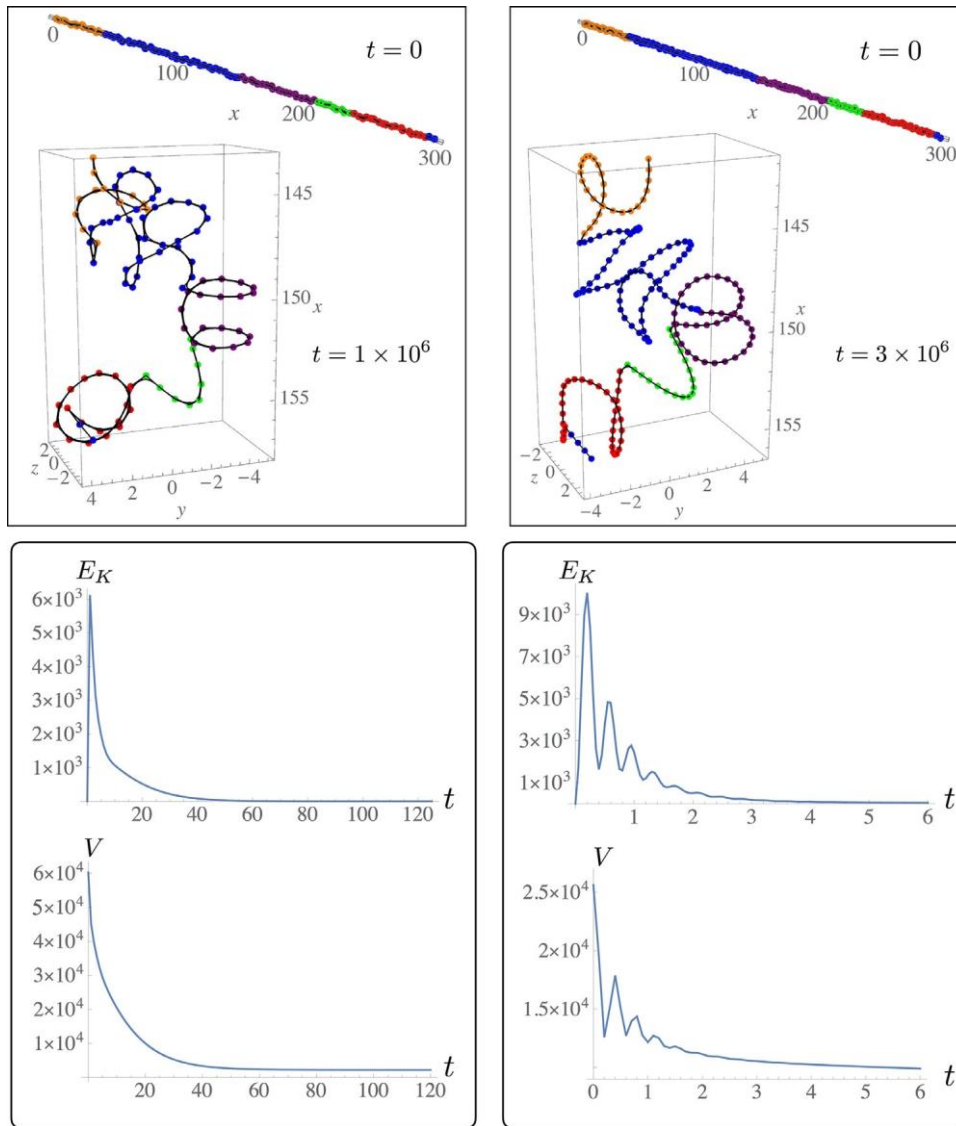 0
t = 0
100
x
200
300
145
150
x
t = 1 × 10^6
155
2
0
−2
z
4
2
0
−2
−4
y
0
t = 0
100
x
200
300
145
x
150
t = 3 × 10^6
155
−2
0
2
z
−4
−2
0
2
4
y
E_K
6×10^3
5×10^3
4×10^3
3×10^3
2×10^3
1×10^3
20 40 60 80 100 120 t
V
6×10^4
5×10^4
4×10^4
3×10^4
2×10^4
1×10^4
20 40 60 80 100 120 t
E_K
9×10^3
7×10^3
5×10^3
3×10^3
1×10^3
1 2 3 4 5 6 t
V
2.5×10^4
2×10^4
1.5×10^4
0 1 2 3 4 5 6 t